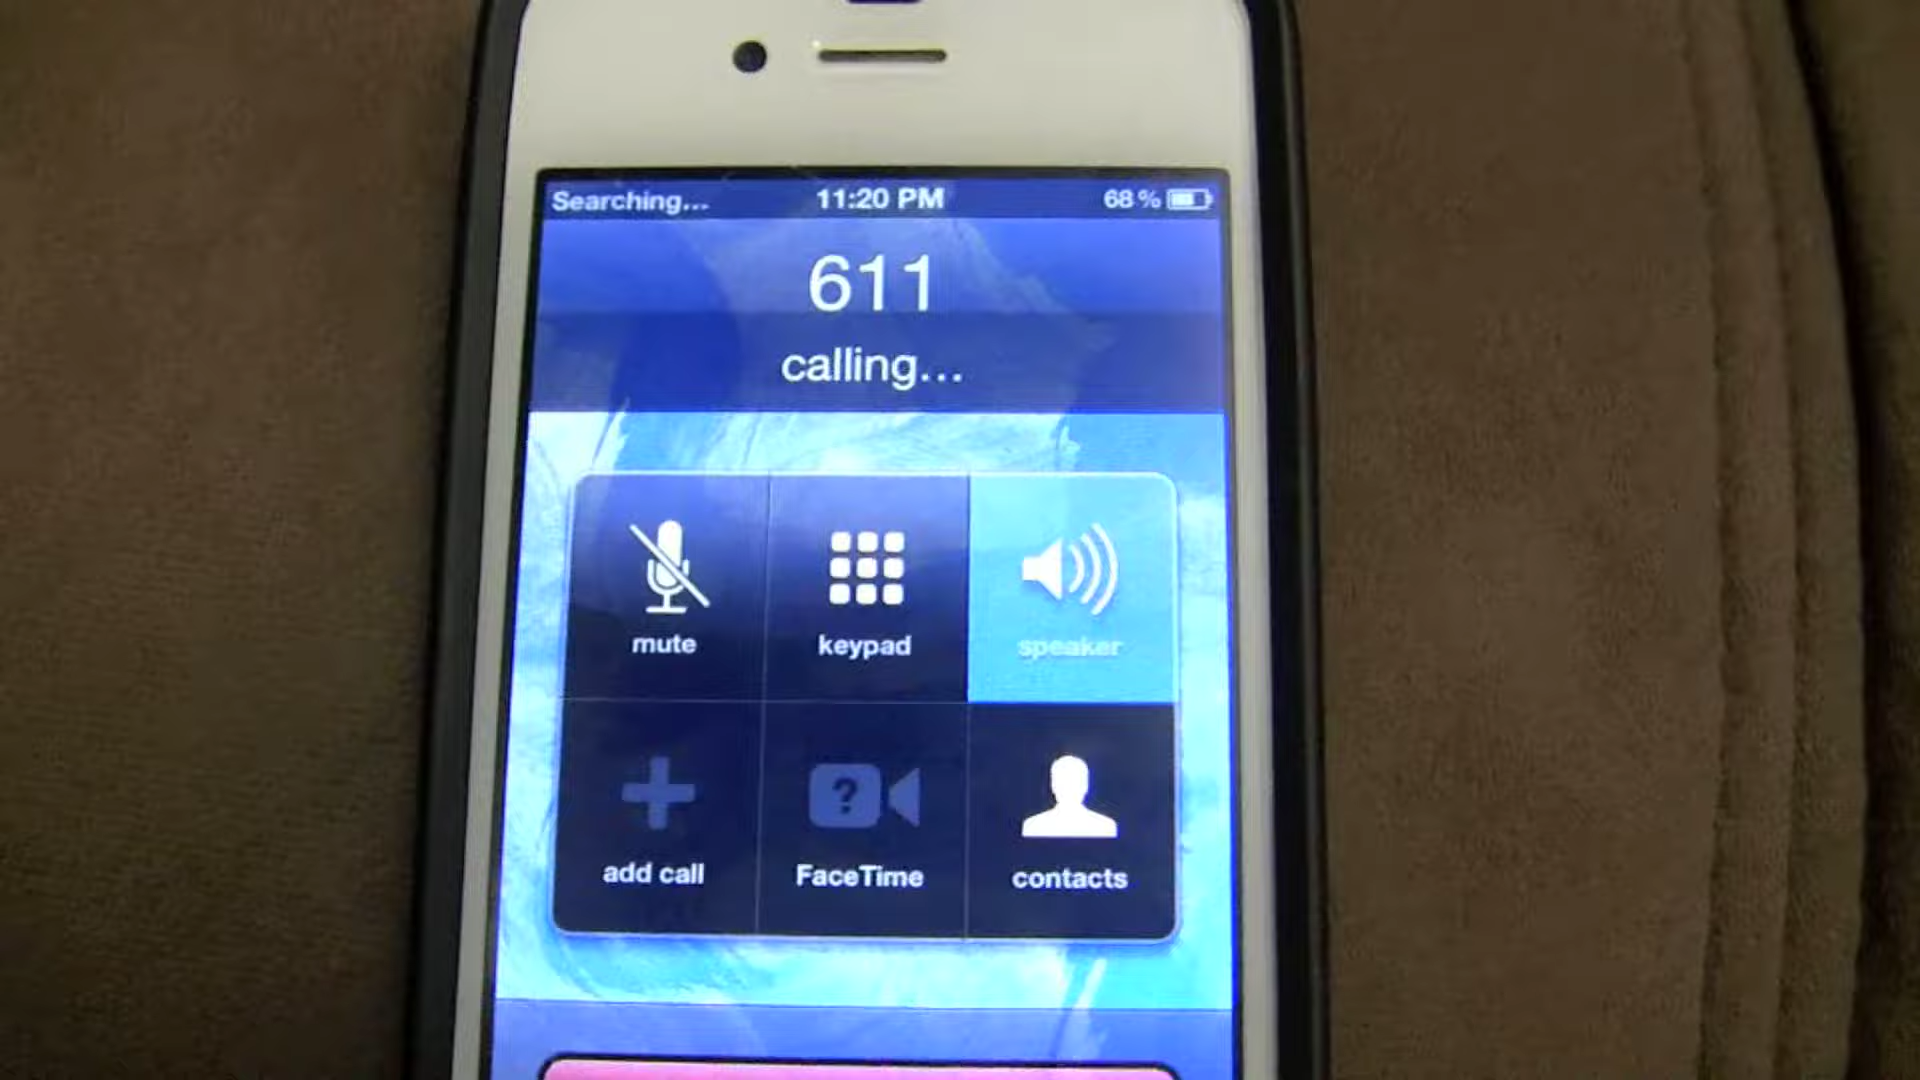 Searching... 11:20 PM 68 %
611
calling...
mute keypad speaker
?
add call FaceTime contacts